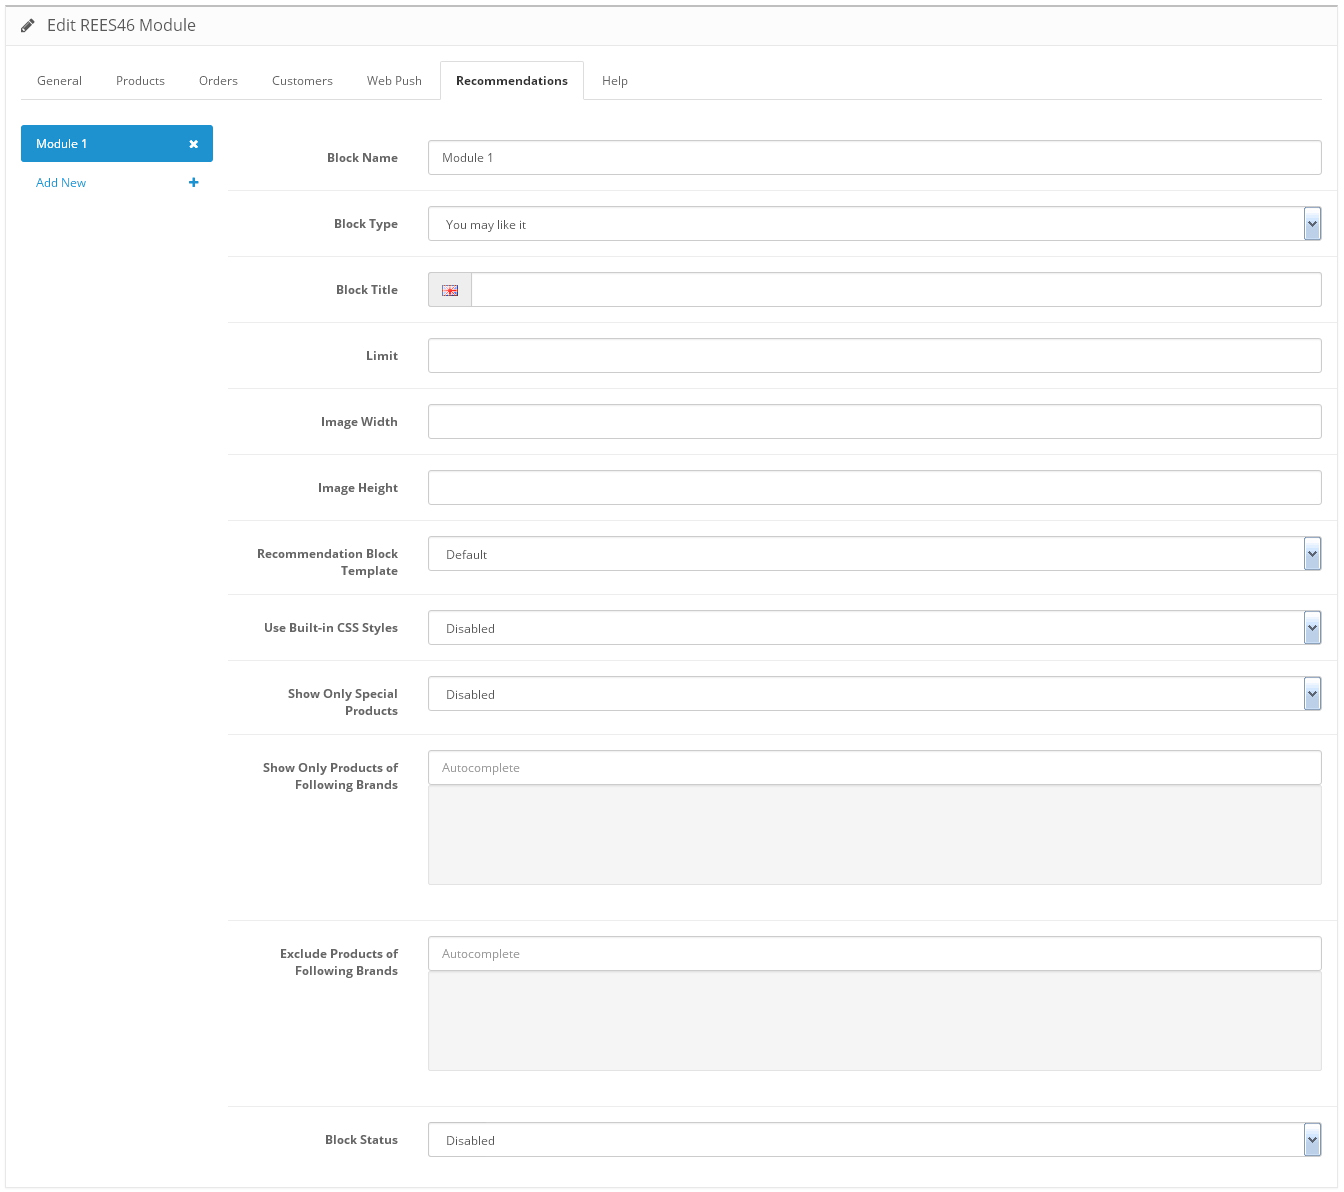 Edit REES46 Module
General Products Orders Customers Web Push Recommendations Help
Module 1
Add New
Block Name
Module 1
Block Type
You may like it
Block Title
Limit
Image Width
Image Height
Recommendation Block
Template
Default
Use Built-in CSS Styles
Disabled
Show Only Special
Products
Disabled
Show Only Products of
Following Brands
Autocomplete
Exclude Products of
Following Brands
Autocomplete
Block Status
Disabled